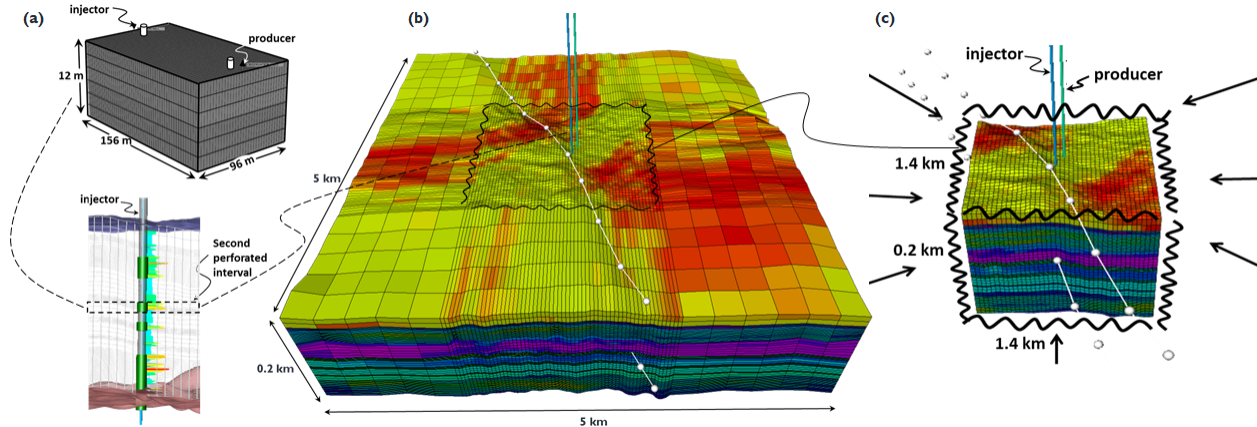 (a)
injector
producer
12 m
156 m
96 m
injector
Second
perforated
interval
(b)
5 km
0.2 km
5 km
(c)
injector
producer
1.4 km
0.2 km
1.4 km